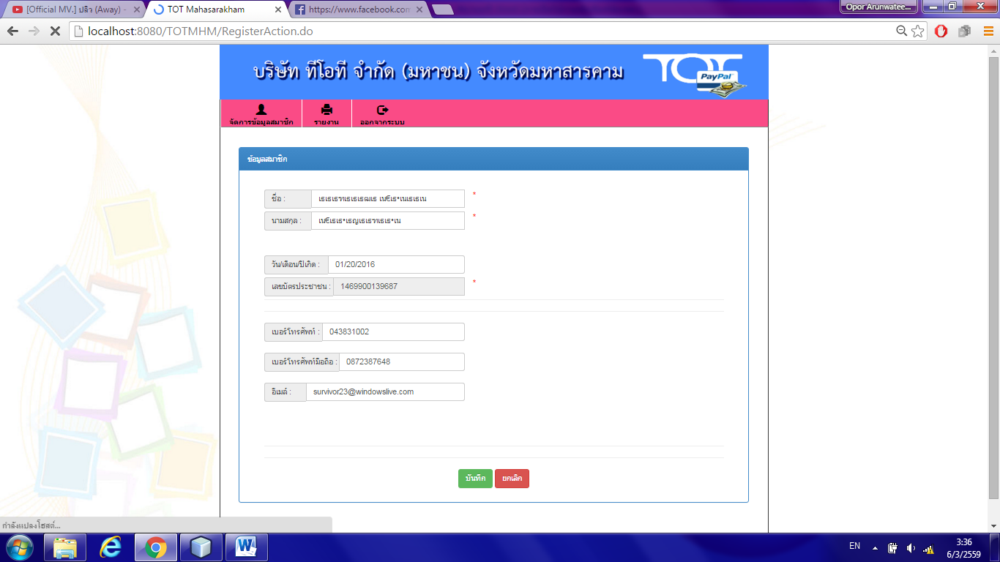 [Official MV.] ปลิว (Away) -
TOT Mahasarakham
https://www.facebook.com
Opor Arunwatee...
localhost:8080/TOTMHM/RegisterAction.do
บริษัท ทีโอที จำกัด (มหาชน) จังหวัดมหาสารคาม
TOT
PayPal
จัดการข้อมูลสมาชิก
รายงาน
ออกจากระบบ
ข้อมูลสมาชิก
ชื่อ :
*
นามสกุล :
*
วัน/เดือน/ปีเกิด : 01/20/2016
เลขบัตรประชาชน : 1469900139687 *
เบอร์โทรศัพท์ : 043831002
เบอร์โทรศัพท์มือถือ : 0872387648
อีเมล์ : survivor23@windowslive.com
บันทึก ยกเลิก
กำลังแปลงโฮสต์...
EN
3:36
6/3/2559